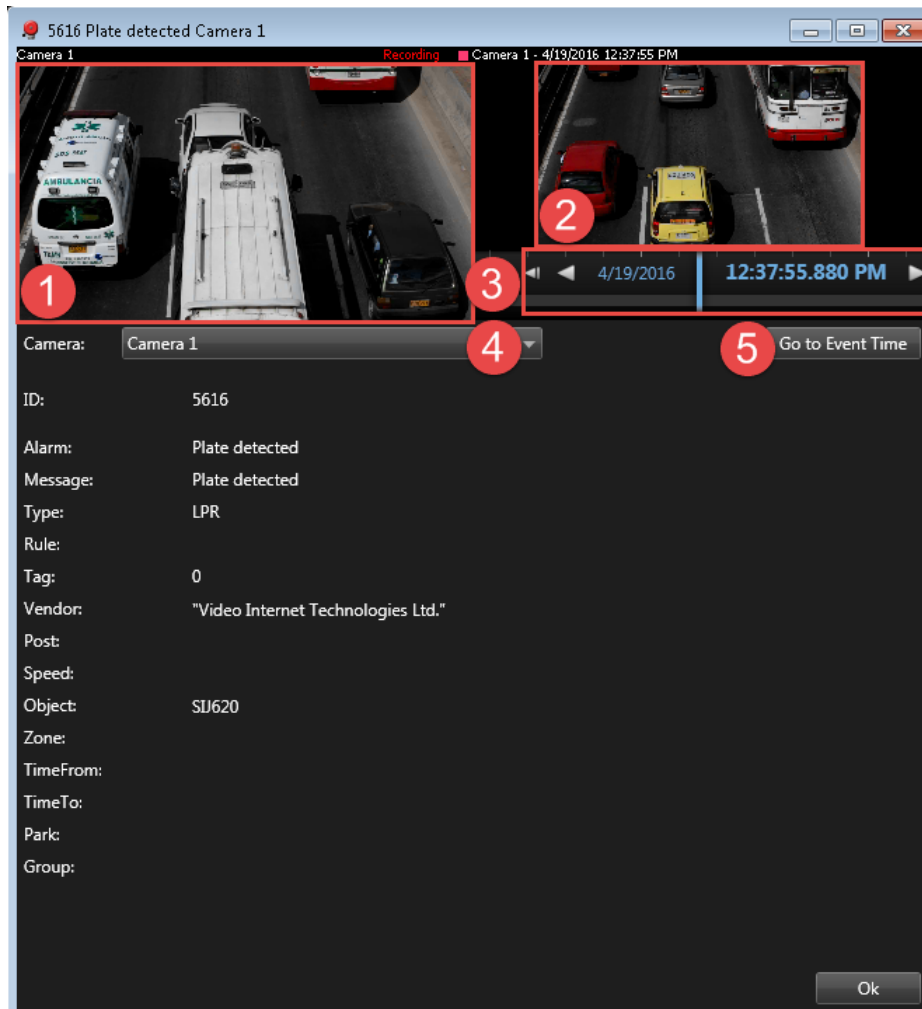 5616 Plate detected Camera 1
Camera 1
Recording
Camera 1 - 4/19/2016 12:37:55 PM
AMBULANCIA
1
2
3
4/19/2016
12:37:55.880 PM
Camera:
Camera 1
4
5
Go to Event Time
ID: 5616
Alarm: Plate detected
Message: Plate detected
Type: LPR
Rule:
Tag: 0
Vendor: "Video Internet Technologies Ltd."
Post:
Speed:
Object: SIJ620
Zone:
TimeFrom:
TimeTo:
Park:
Group:
Ok